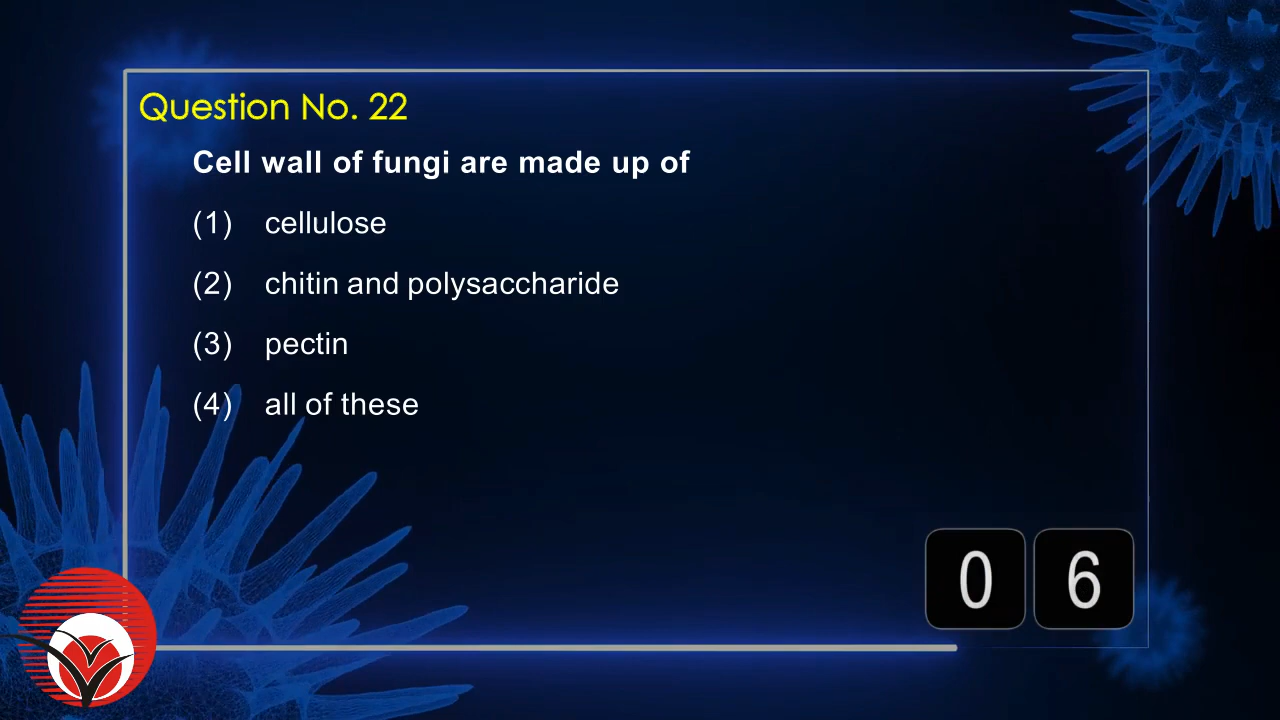 Question No. 22
Cell wall of fungi are made up of
(1) cellulose
(2) chitin and polysaccharide
(3) pectin
(4) all of these
0 6